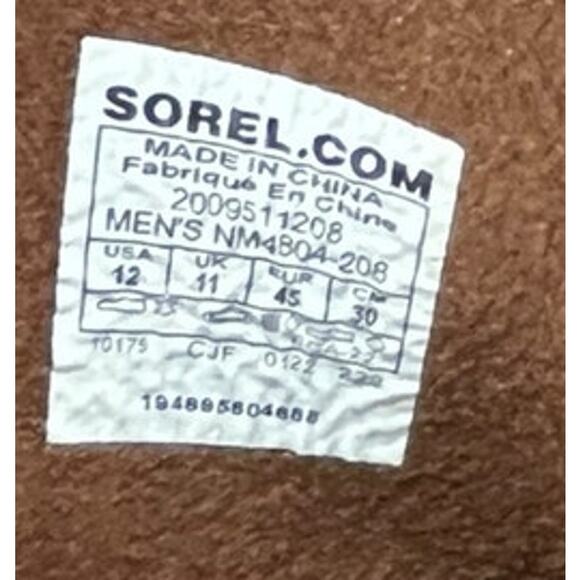 SOREL.COM
MADE IN CHINA
Fabriqué En Chine
2009511208
MEN'S NM4804-208
USA UK EUR CM
12 11 45 30
10175 CJF 0122